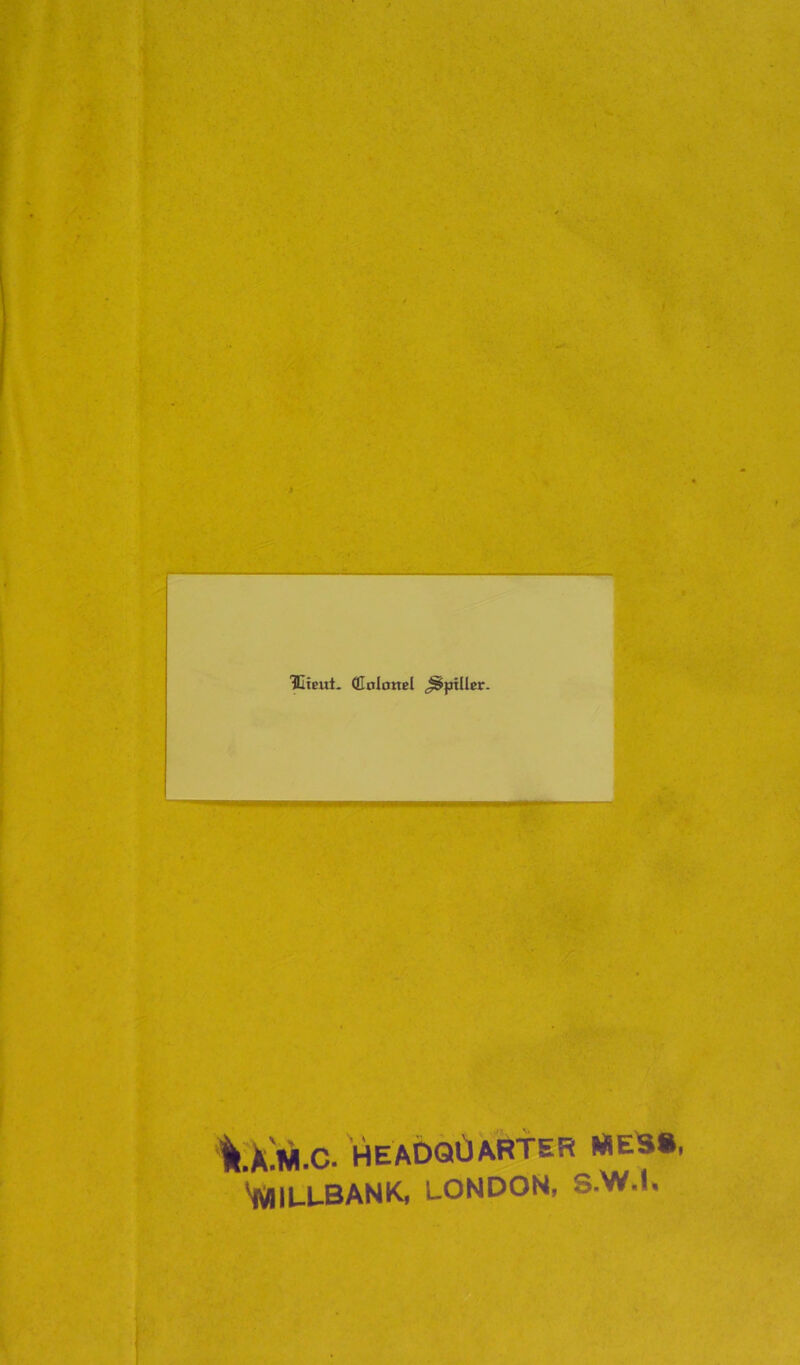 Lieut. Colonel Spiller.
R.A.M.C. HEADQUARTER MESS,
MILLBANK, LONDON, S.W.1.